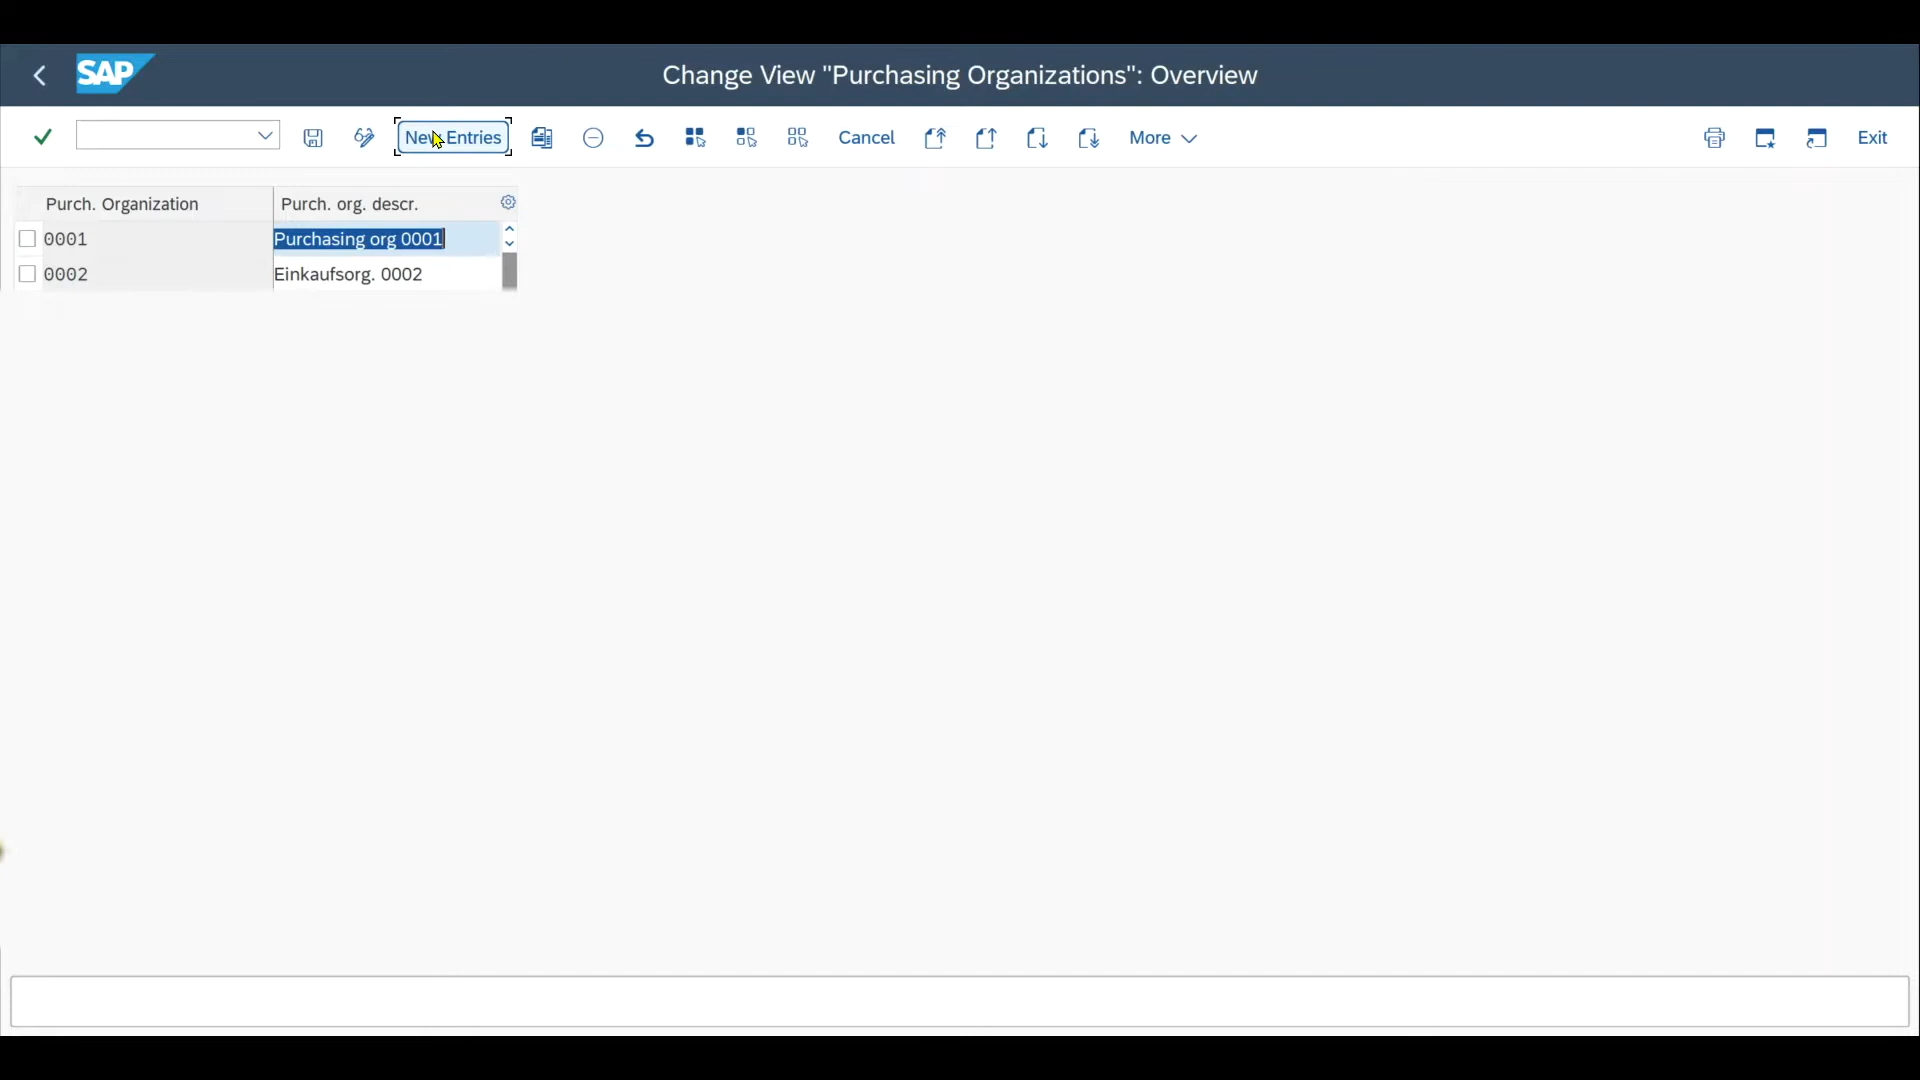 SAP
Change View "Purchasing Organizations": Overview
New Entries
Cancel
More
Exit
Purch. Organization
Purch. org. descr.
0001
Purchasing org 0001
0002
Einkaufsorg. 0002